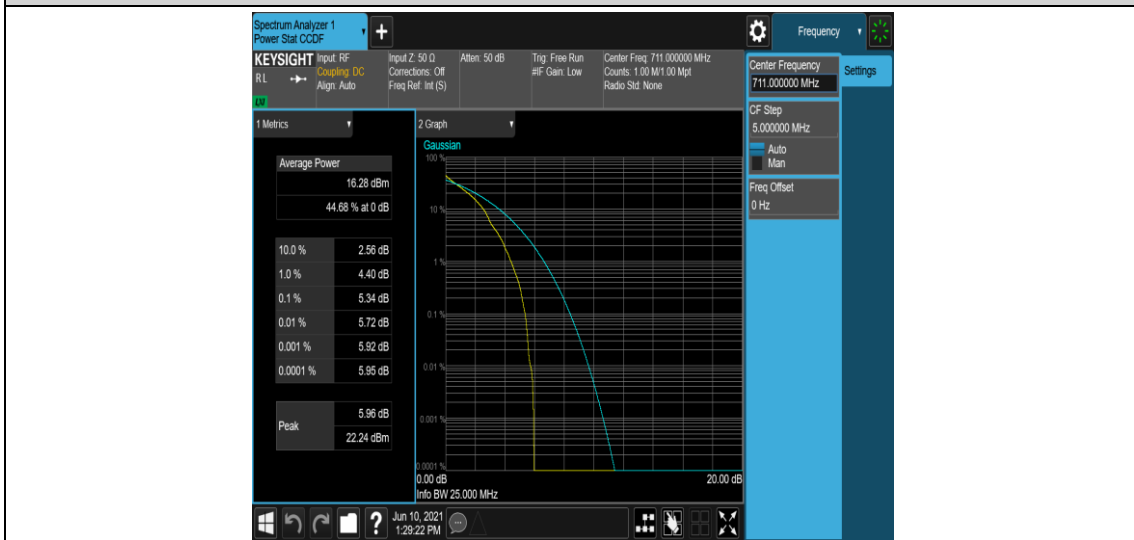 Spectrum Analyzer 1
Power Stat CCDF
+
Frequency
KEYSIGHT
RL
LXI
Input: RF
Coupling: DC
Align: Auto
Input Z: 50 Ω
Corrections: Off
Freq Ref: Int (S)
Atten: 50 dB
Trig: Free Run
#IF Gain: Low
Center Freq: 711.000000 MHz
Counts: 1.00 M/1.00 Mpt
Radio Std: None
Center Frequency
711.000000 MHz
Settings
CF Step
5.000000 MHz
Auto
Man
Freq Offset
0 Hz
1 Metrics
Average Power
16.28 dBm
44.68 % at 0 dB
10.0 % 2.56 dB
1.0 % 4.40 dB
0.1 % 5.34 dB
0.01 % 5.72 dB
0.001 % 5.92 dB
0.0001 % 5.95 dB
Peak 5.96 dB
22.24 dBm
2 Graph
Gaussian
100 %
10 %
1 %
0.1 %
0.01 %
0.001 %
0.0001 %
0.00 dB 20.00 dB
Info BW 25.000 MHz
?
Jun 10, 2021
1:29:22 PM